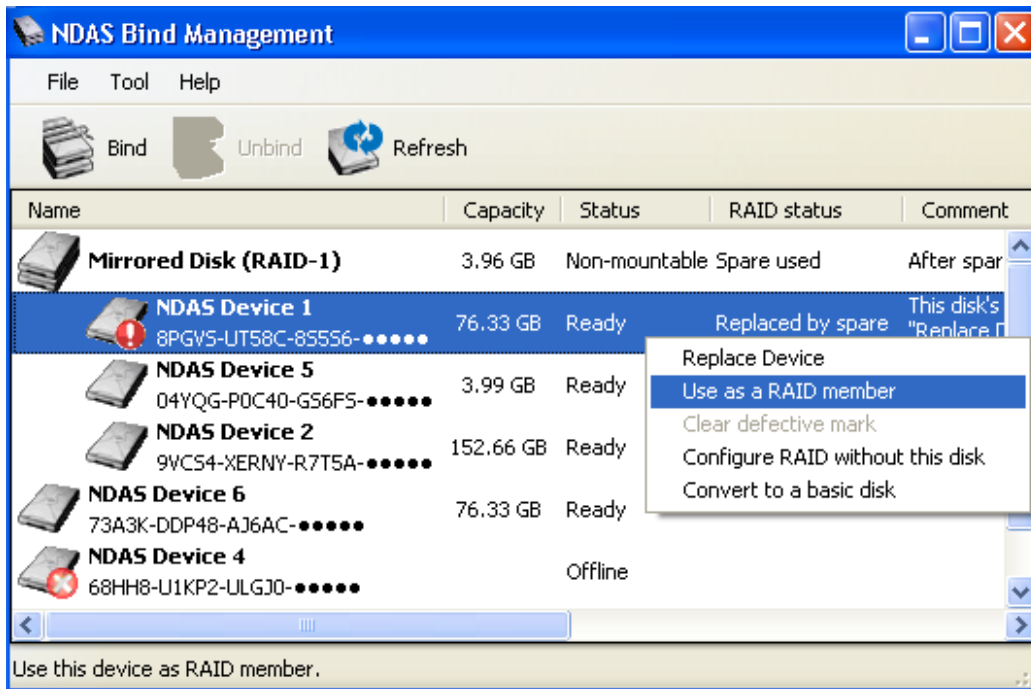 NDAS Bind Management
File Tool Help
Bind Unbind Refresh
Name Capacity Status RAID status Comment
Mirrored Disk (RAID-1) 3.96 GB Non-mountable Spare used After spar
NDAS Device 1
8PGVS-UT58C-8S5S6-●●●●● 76.33 GB Ready Replaced by spare
This disk's
"Replace D
NDAS Device 5
04YQG-P0C40-GS6FS-●●●●● 3.99 GB Ready
NDAS Device 2
9VCS4-XERNY-R7T5A-●●●●● 152.66 GB Ready
NDAS Device 6
73A3K-DDP48-AJ6AC-●●●●● 76.33 GB Ready
NDAS Device 4
68HH8-U1KP2-ULGJ0-●●●●● Offline
Replace Device
Use as a RAID member
Clear defective mark
Configure RAID without this disk
Convert to a basic disk
Use this device as RAID member.